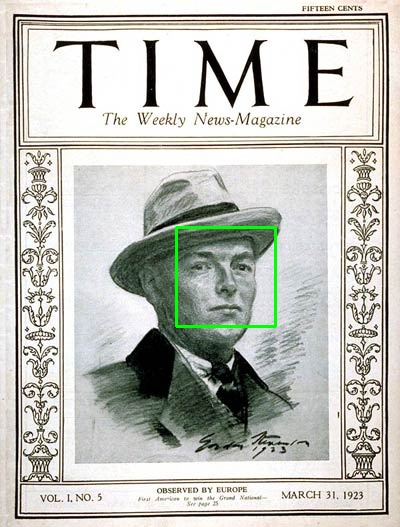 FIFTEEN CENTS
TIME
The Weekly News-Magazine
1923
VOL. I, NO. 5
OBSERVED BY EUROPE
First American to win the Grand National—
See page 25
MARCH 31, 1923